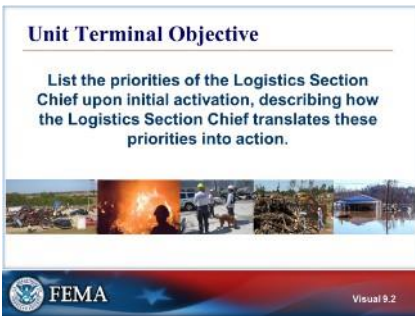 Unit Terminal Objective
List the priorities of the Logistics Section
Chief upon initial activation, describing how
the Logistics Section Chief translates these
priorities into action.
FEMA
Visual 9.2